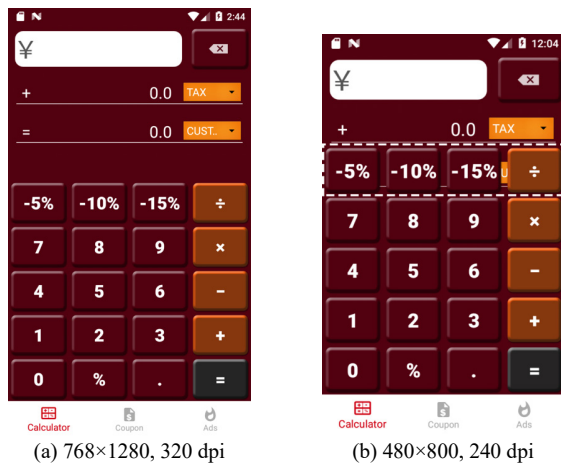 2:44
¥
+ 0.0 TAX
= 0.0 CUST..
-5% -10% -15% ÷
7 8 9 ×
4 5 6 -
1 2 3 +
0 % . =
Calculator Coupon Ads
(a) 768×1280, 320 dpi
12:04
¥
+ 0.0 TAX
-5% -10% -15% U ÷
7 8 9 ×
4 5 6 -
1 2 3 +
0 % . =
Calculator Coupon Ads
(b) 480×800, 240 dpi